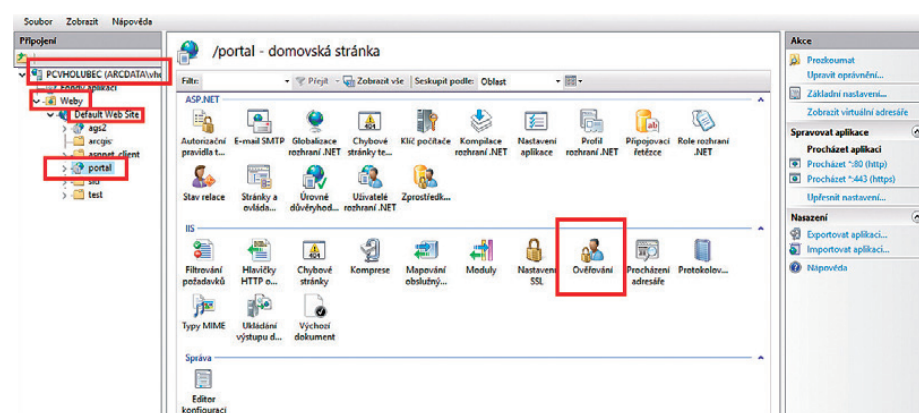 Soubor Zobrazit Nápověda
Připojení
PCVHOLUBEC (ARCDATA\vho
Fondy aplikací
Weby
Default Web Site
ags2
arcgis
aspnet_client
portal
sld
test
/portal - domovská stránka
Filtr: Přejít Zobrazit vše Seskupit podle: Oblast
ASP.NET
Autorizační E-mail SMTP Globalizace Chybové Klíč počítače Kompilace Nastavení Profil Připojovací Role rozhraní
pravidla t... rozhraní .NET stránky te... rozhraní .NET aplikace rozhraní .NET řetězce .NET
Stav relace Stránky a Úrovně Uživatelé Zprostředk...
ovláda... důvěryhod... rozhraní .NET
IIS
Filtrování Hlavičky Chybové Komprese Mapování Moduly Nastavení Ověřování Procházení Protokolov...
požadavků HTTP o... stránky obslužný... SSL adresáře
Typy MIME Ukládání Výchozí
výstupu d... dokument
Správa
Editor
konfigurací
Akce
Prozkoumat
Upravit oprávnění...
Základní nastavení...
Zobrazit virtuální adresáře
Spravovat aplikace
Procházet aplikaci
Procházet *:80 (http)
Procházet *:443 (https)
Upřesnit nastavení...
Nasazení
Exportovat aplikaci...
Importovat aplikaci...
Nápověda